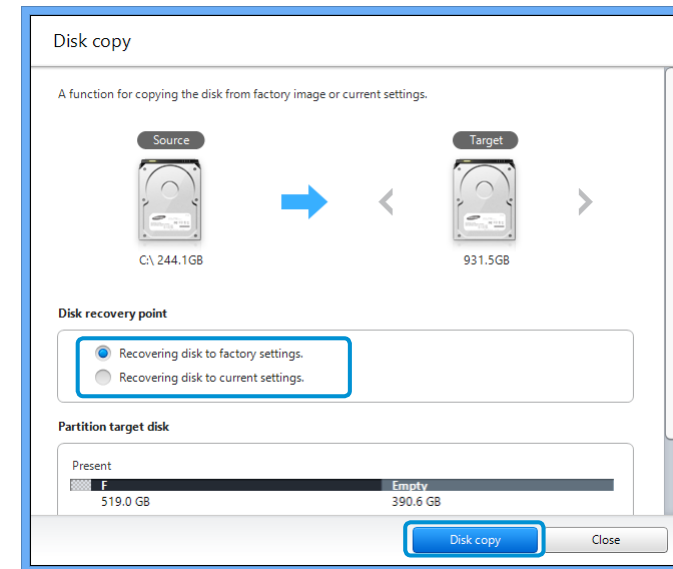 Disk copy
A function for copying the disk from factory image or current settings.
Source
Target
C:\ 244.1GB
931.5GB
Disk recovery point
Recovering disk to factory settings.
Recovering disk to current settings.
Partition target disk
Present
F
Empty
519.0 GB
390.6 GB
Disk copy
Close